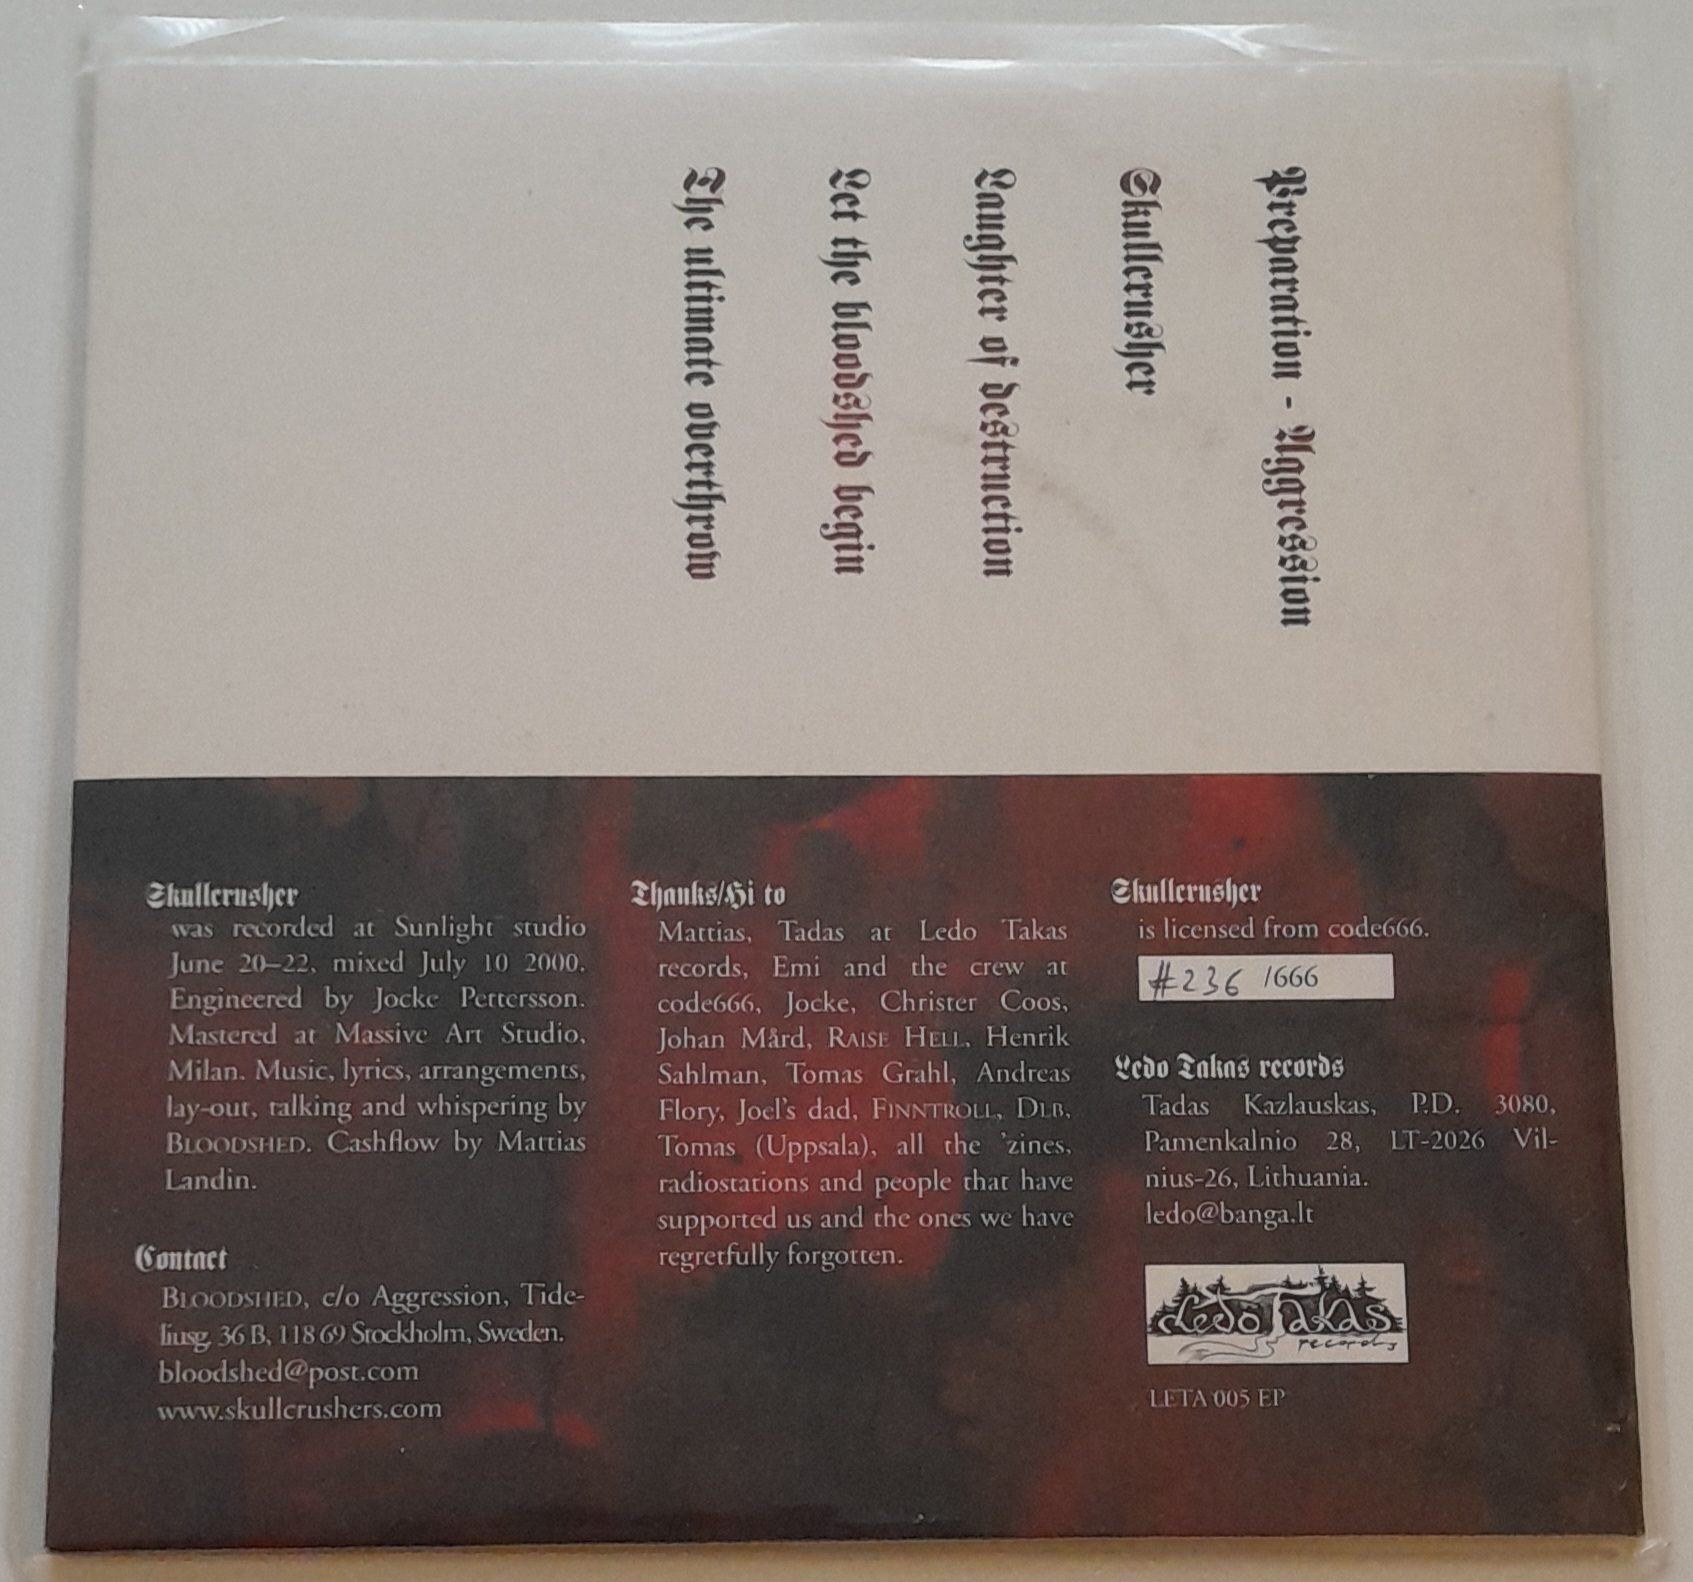 Preparation - Aggression
Skullcrusher
Laughter of destruction
Let the bloodshed begin
The ultimate overthrow
Skullcrusher
was recorded at Sunlight studio
June 20–22, mixed July 10 2000.
Engineered by Jocke Pettersson.
Mastered at Massive Art Studio,
Milan. Music, lyrics, arrangements,
lay-out, talking and whispering by
BLOODSHED. Cashflow by Mattias
Landin.
Contact
BLOODSHED, c/o Aggression, Tide-
liusg. 36 B, 118 69 Stockholm, Sweden.
bloodshed@post.com
www.skullcrushers.com
Thanks/Hi to
Mattias, Tadas at Ledo Takas
records, Emi and the crew at
code666, Jocke, Christer Coos,
Johan Mård, RAISE HELL, Henrik
Sahlman, Tomas Grahl, Andreas
Flory, Joel's dad, FINNTROLL, DLB,
Tomas (Uppsala), all the 'zines,
radiostations and people that have
supported us and the ones we have
regretfully forgotten.
Skullcrusher
is licensed from code666.
#236 /666
Ledo Takas records
Tadas Kazlauskas, P.D. 3080,
Pamenkalnio 28, LT-2026 Vil-
nius-26, Lithuania.
ledo@banga.lt
Ledo Takas
records
LETA 005 EP